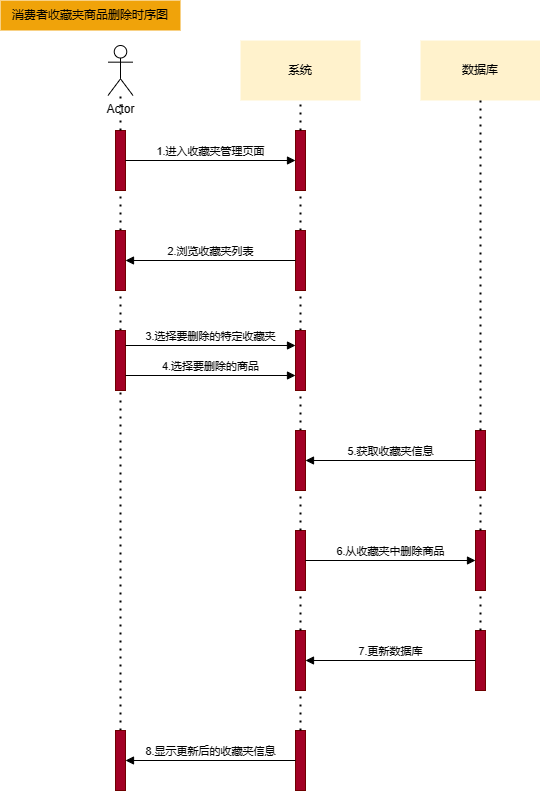 消费者收藏夹商品删除时序图
系统
数据库
Actor
1.进入收藏夹管理页面
2.浏览收藏夹列表
3.选择要删除的特定收藏夹
4.选择要删除的商品
5.获取收藏夹信息
6.从收藏夹中删除商品
7.更新数据库
8.显示更新后的收藏夹信息